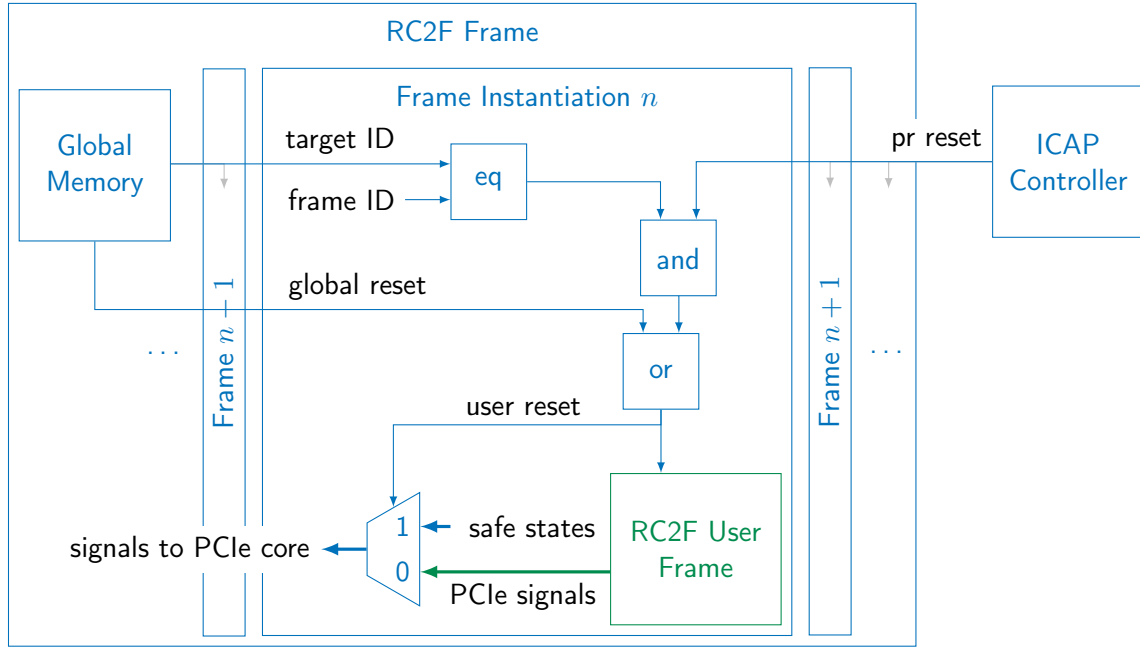 RC2F Frame
Frame Instantiation n
Global
Memory
target ID
frame ID
eq
pr reset
ICAP
Controller
and
global reset
Frame n − 1
Frame n + 1
. . .
. . .
or
user reset
1
safe states
signals to PCIe core
0
PCIe signals
RC2F User
Frame